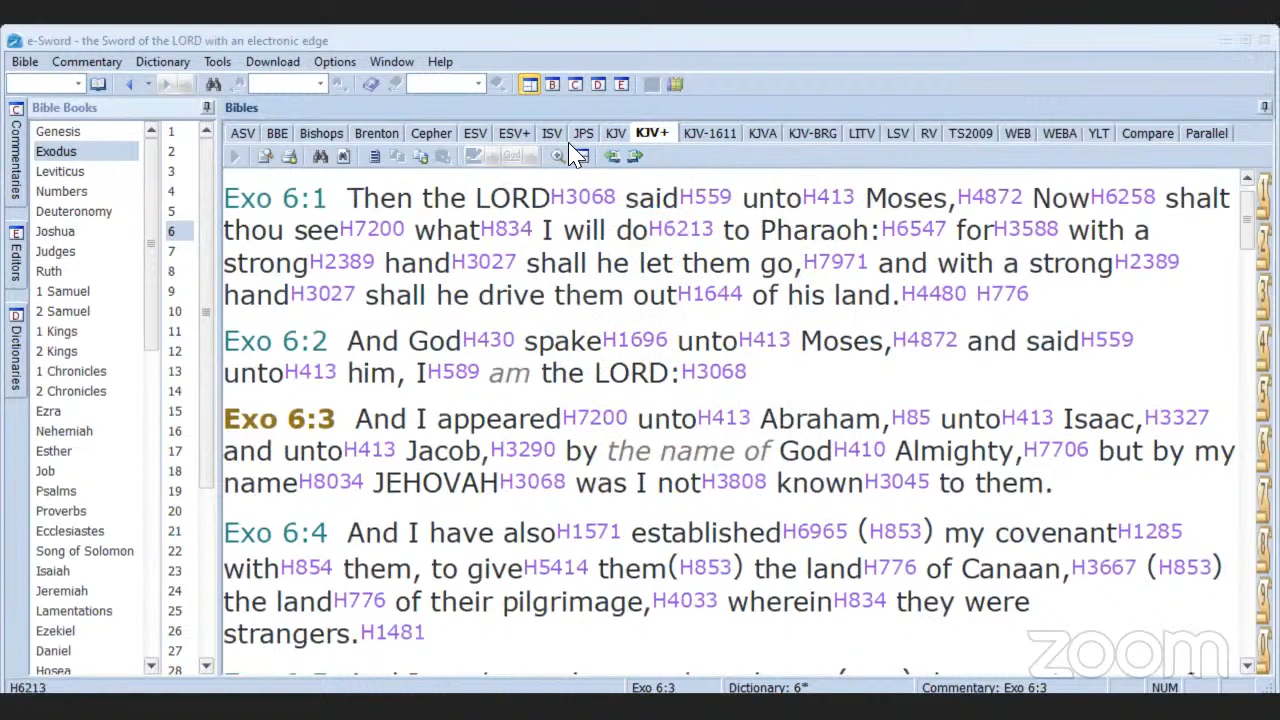 e-Sword - the Sword of the LORD with an electronic edge
Bible Commentary Dictionary Tools Download Options Window Help
B C D E
Bible Books
Bibles
ASV BBE Bishops Brenton Cepher ESV ESV+ ISV JPS KJV KJV+ KJV-1611 KJVA KJV-BRG LITV LSV RV TS2009 WEB WEBA YLT Compare Parallel
C Commentaries
E Editors
D Dictionaries
Genesis 1
Exodus 2
Leviticus 3
Numbers 4
Deuteronomy 5
Joshua 6
Judges 7
Ruth 8
1 Samuel 9
2 Samuel 10
1 Kings 11
2 Kings 12
1 Chronicles 13
2 Chronicles 14
Ezra 15
Nehemiah 16
Esther 17
Job 18
Psalms 19
Proverbs 20
Ecclesiastes 21
Song of Solomon 22
Isaiah 23
Jeremiah 24
Lamentations 25
Ezekiel 26
Daniel 27
Hosea 28
Exo 6:1 Then the LORDH3068 saidH559 untoH413 Moses,H4872 NowH6258 shalt
thou seeH7200 whatH834 I will doH6213 to Pharaoh:H6547 forH3588 with a
strongH2389 handH3027 shall he let them go,H7971 and with a strongH2389
handH3027 shall he drive them outH1644 of his land.H4480 H776
Exo 6:2 And GodH430 spakeH1696 untoH413 Moses,H4872 and saidH559
untoH413 him, IH589 am the LORD:H3068
Exo 6:3 And I appearedH7200 untoH413 Abraham,H85 untoH413 Isaac,H3327
and untoH413 Jacob,H3290 by the name of GodH410 Almighty,H7706 but by my
nameH8034 JEHOVAHH3068 was I notH3808 knownH3045 to them.
Exo 6:4 And I have alsoH1571 establishedH6965 (H853) my covenantH1285
withH854 them, to giveH5414 them(H853) the landH776 of Canaan,H3667 (H853)
the landH776 of their pilgrimage,H4033 whereinH834 they were
strangers.H1481
zoom
H6213 Exo 6:3 Dictionary: 6* Commentary: Exo 6:3 NUM